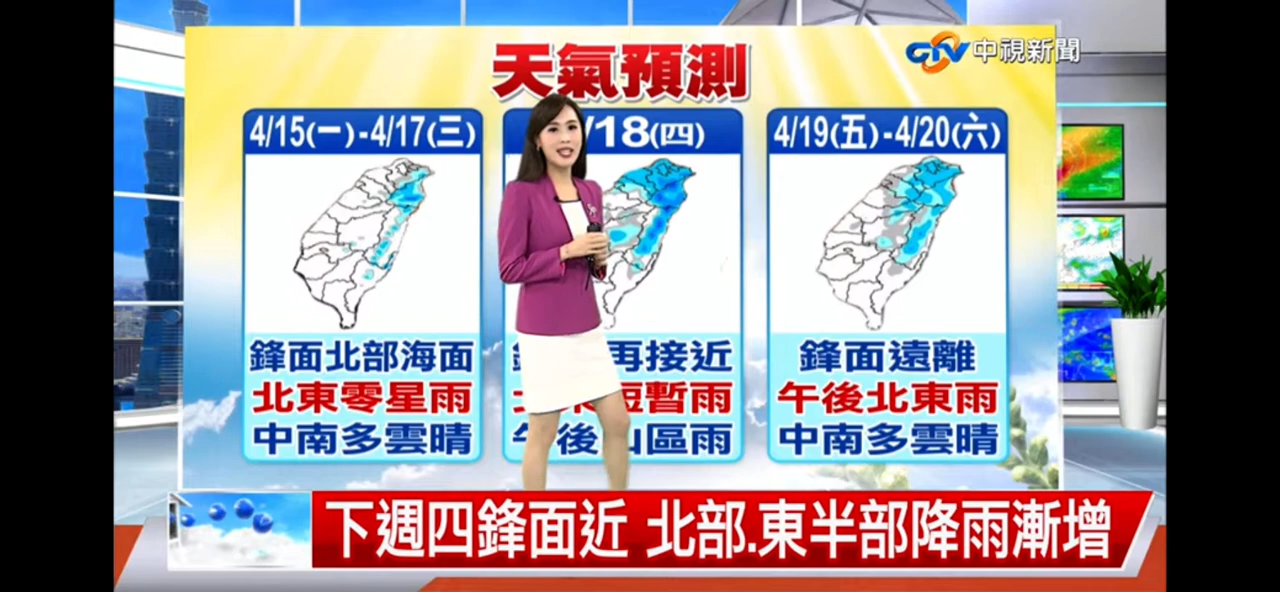 天氣預測
CTV 中視新聞
4/15(一)-4/17(三)
鋒面北部海面
北東零星雨
中南多雲晴
/18(四)
再接近
短暫雨
午後山區雨
4/19(五)-4/20(六)
鋒面遠離
午後北東雨
中南多雲晴
下週四鋒面近 北部.東半部降雨漸增